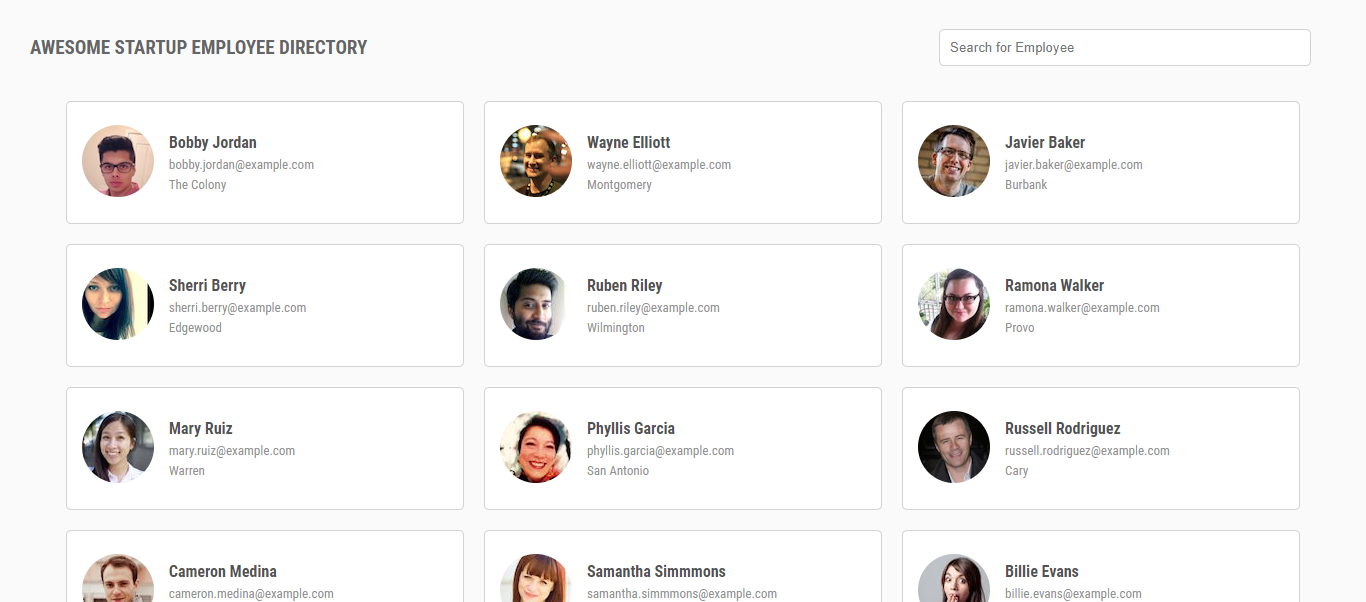 AWESOME STARTUP EMPLOYEE DIRECTORY
Search for Employee
Bobby Jordan
bobby.jordan@example.com
The Colony
Wayne Elliott
wayne.elliott@example.com
Montgomery
Javier Baker
javier.baker@example.com
Burbank
Sherri Berry
sherri.berry@example.com
Edgewood
Ruben Riley
ruben.riley@example.com
Wilmington
Ramona Walker
ramona.walker@example.com
Provo
Mary Ruiz
mary.ruiz@example.com
Warren
Phyllis Garcia
phyllis.garcia@example.com
San Antonio
Russell Rodriguez
russell.rodriguez@example.com
Cary
Cameron Medina
cameron.medina@example.com
Samantha Simmmons
samantha.simmmons@example.com
Billie Evans
billie.evans@example.com